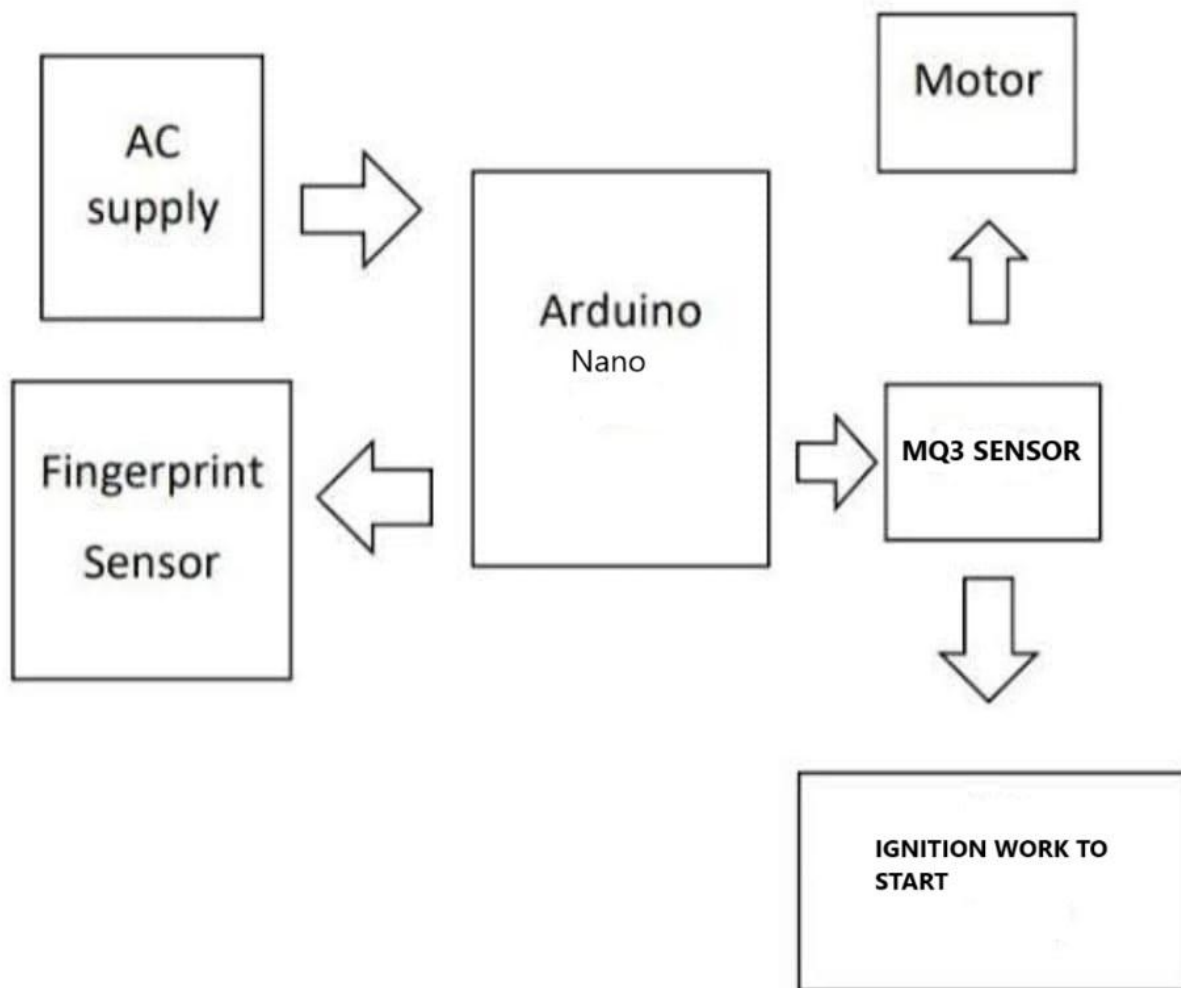 AC
supply
Fingerprint
Sensor
Arduino
Nano
Motor
MQ3 SENSOR
IGNITION WORK TO
START